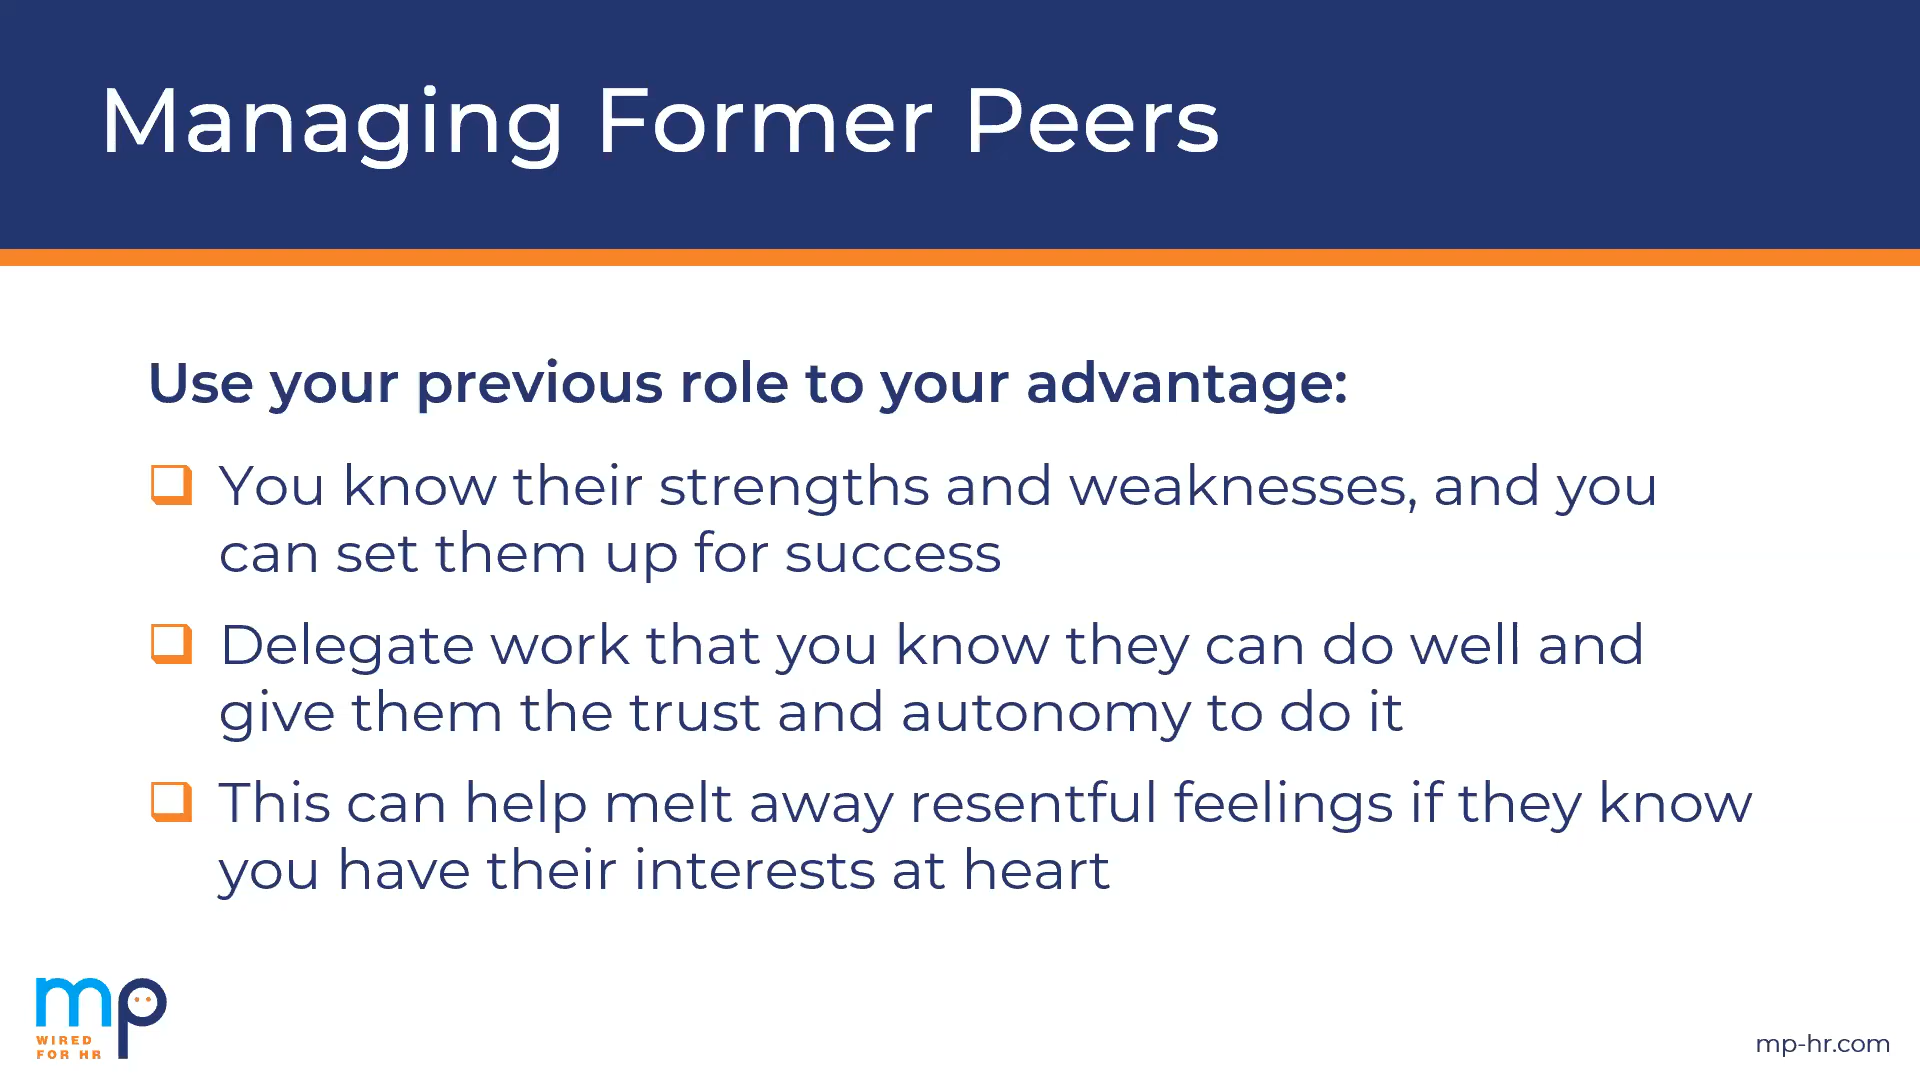 Managing Former Peers
Use your previous role to your advantage:
You know their strengths and weaknesses, and you
can set them up for success
Delegate work that you know they can do well and
give them the trust and autonomy to do it
This can help melt away resentful feelings if they know
you have their interests at heart
mp
WIRED
FOR HR
mp-hr.com